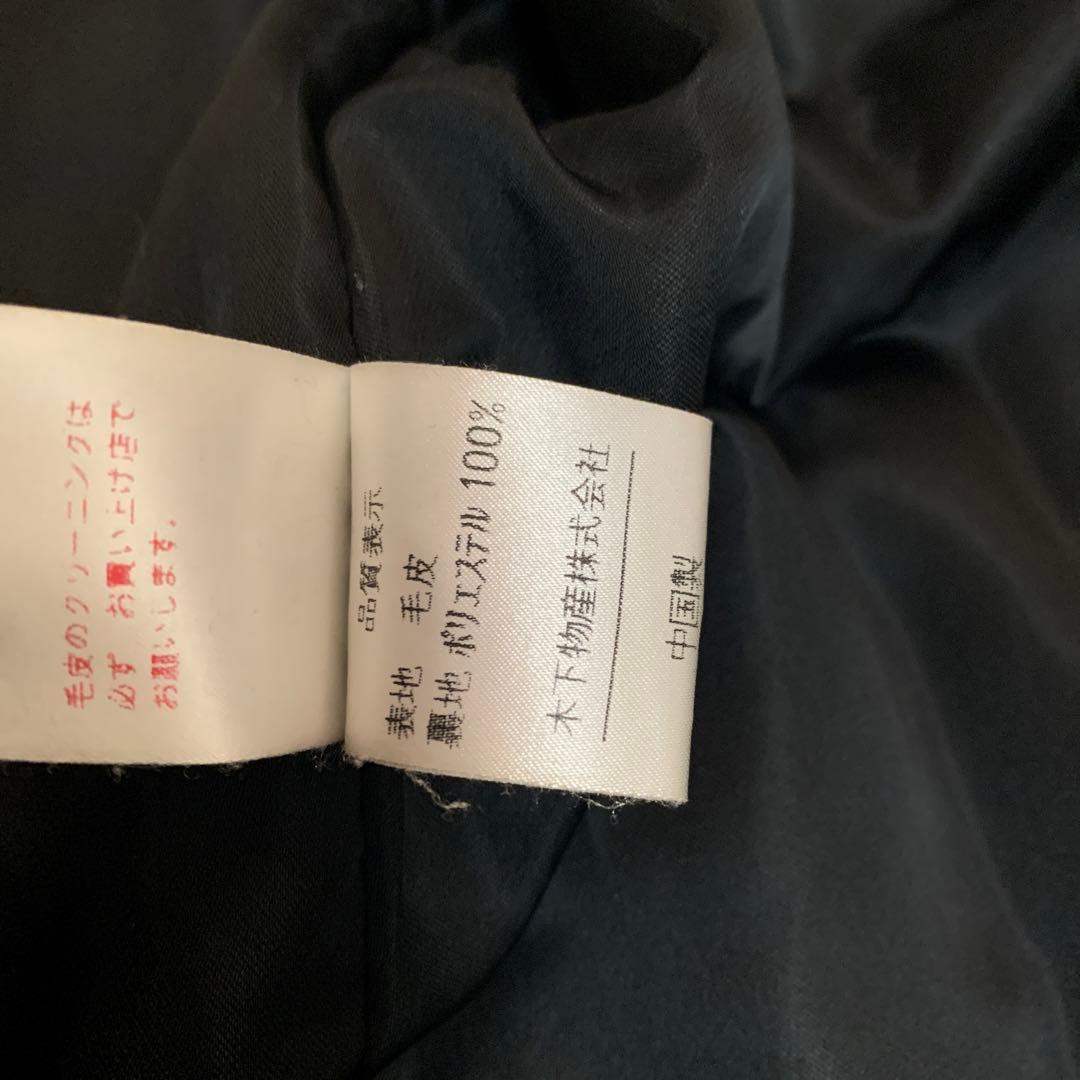 毛皮のクリーニングは
必ず お買い上げ店で
お願いします。
品質表示
表地 毛皮
裏地 ポリエステル 100%
木下物産株式会社
中国製